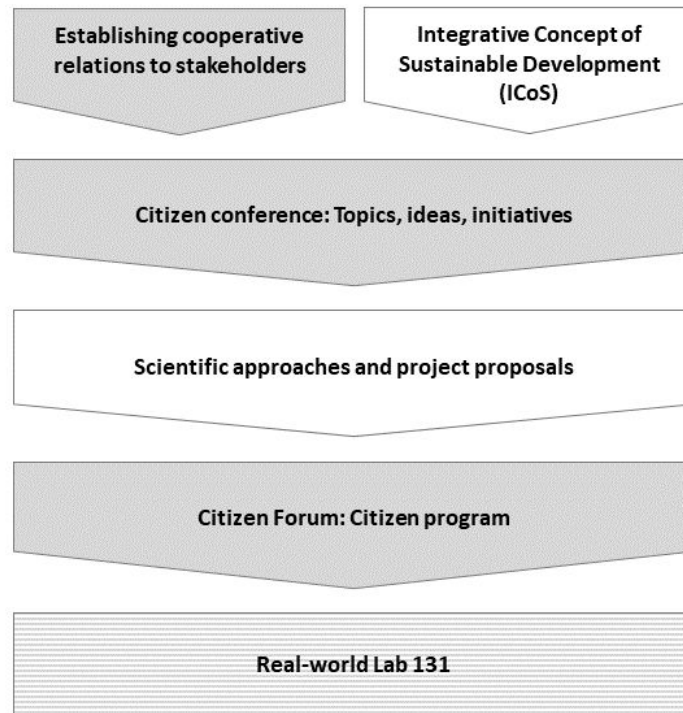 Establishing cooperative
relations to stakeholders
Integrative Concept of
Sustainable Development
(ICoS)
Citizen conference: Topics, ideas, initiatives
Scientific approaches and project proposals
Citizen Forum: Citizen program
Real-world Lab 131